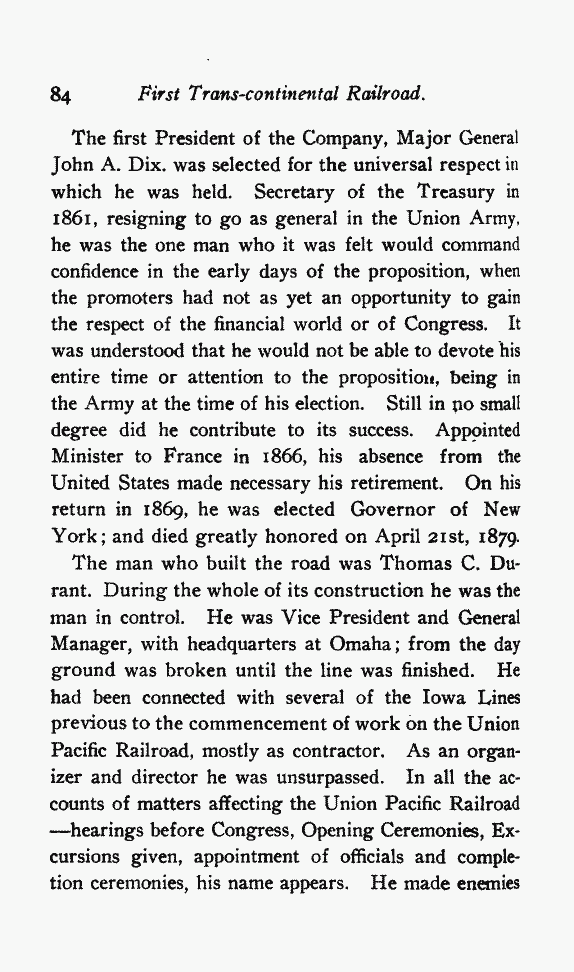 84 First Trans-continental Railroad.
The first President of the Company, Major General
John A. Dix. was selected for the universal respect in
which he was held. Secretary of the Treasury in
1861, resigning to go as general in the Union Army,
he was the one man who it was felt would command
confidence in the early days of the proposition, when
the promoters had not as yet an opportunity to gain
the respect of the financial world or of Congress. It
was understood that he would not be able to devote his
entire time or attention to the proposition, being in
the Army at the time of his election. Still in no small
degree did he contribute to its success. Appointed
Minister to France in 1866, his absence from the
United States made necessary his retirement. On his
return in 1869, he was elected Governor of New
York; and died greatly honored on April 21st, 1879.
The man who built the road was Thomas C. Du-
rant. During the whole of its construction he was the
man in control. He was Vice President and General
Manager, with headquarters at Omaha; from the day
ground was broken until the line was finished. He
had been connected with several of the Iowa Lines
previous to the commencement of work on the Union
Pacific Railroad, mostly as contractor. As an organ-
izer and director he was unsurpassed. In all the ac-
counts of matters affecting the Union Pacific Railroad
—hearings before Congress, Opening Ceremonies, Ex-
cursions given, appointment of officials and comple-
tion ceremonies, his name appears. He made enemies